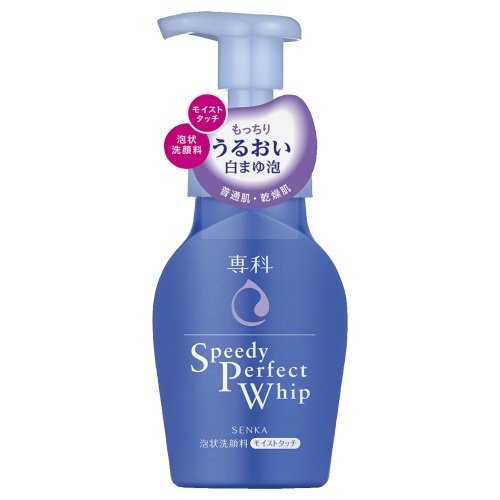 モイスト
タッチ
泡状
洗顔料
もっちり
うるおい
白まゆ泡
普通肌・乾燥肌
専科
Speedy
Perfect
Whip
SENKA
泡状洗顔料 モイストタッチ